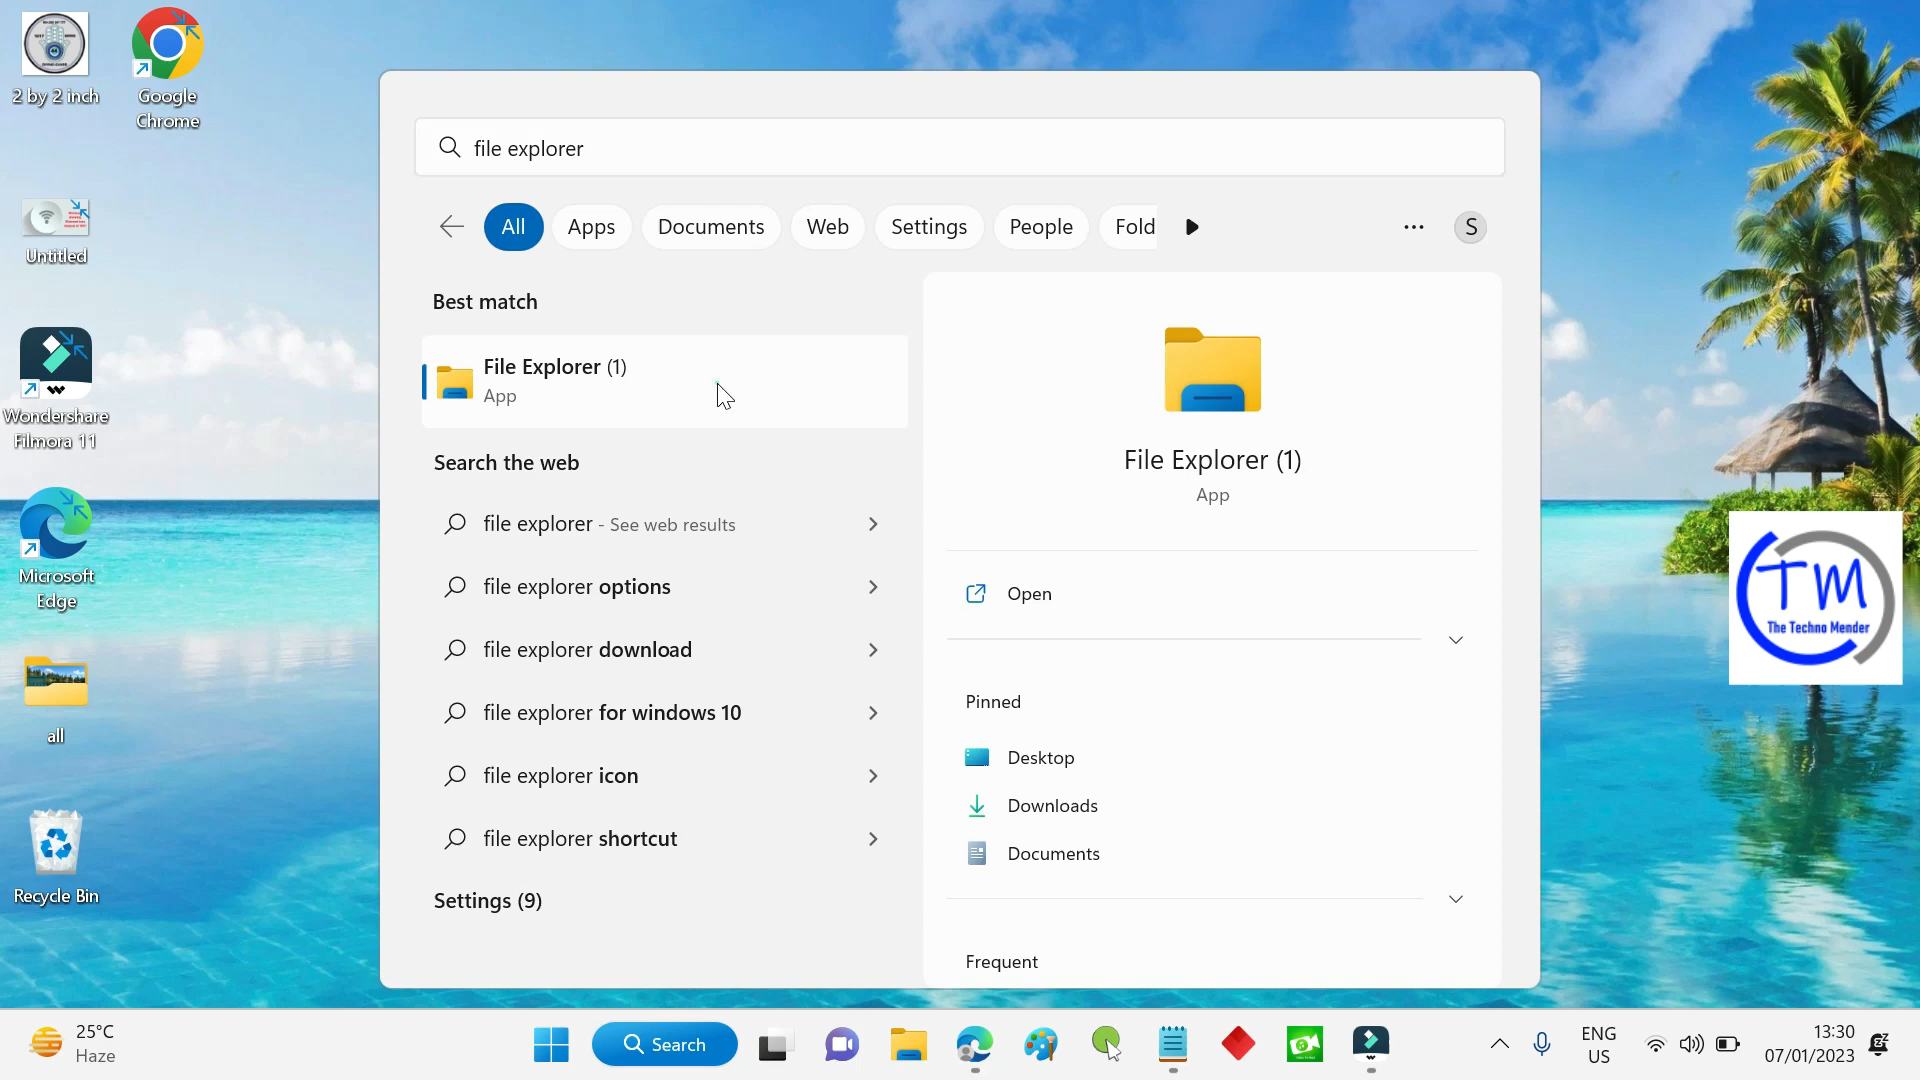 2 by 2 inch
Google
Chrome
Untitled
Wondershare
Filmora 11
Microsoft
Edge
all
Recycle Bin
file explorer
All
Apps
Documents
Web
Settings
People
Fold
S
Best match
File Explorer (1)
App
Search the web
file explorer - See web results
file explorer options
file explorer download
file explorer for windows 10
file explorer icon
file explorer shortcut
Settings (9)
File Explorer (1)
App
Open
Pinned
Desktop
Downloads
Documents
Frequent
TM
The Techno Mender
25°C
Haze
Search
ENG
US
13:30
07/01/2023